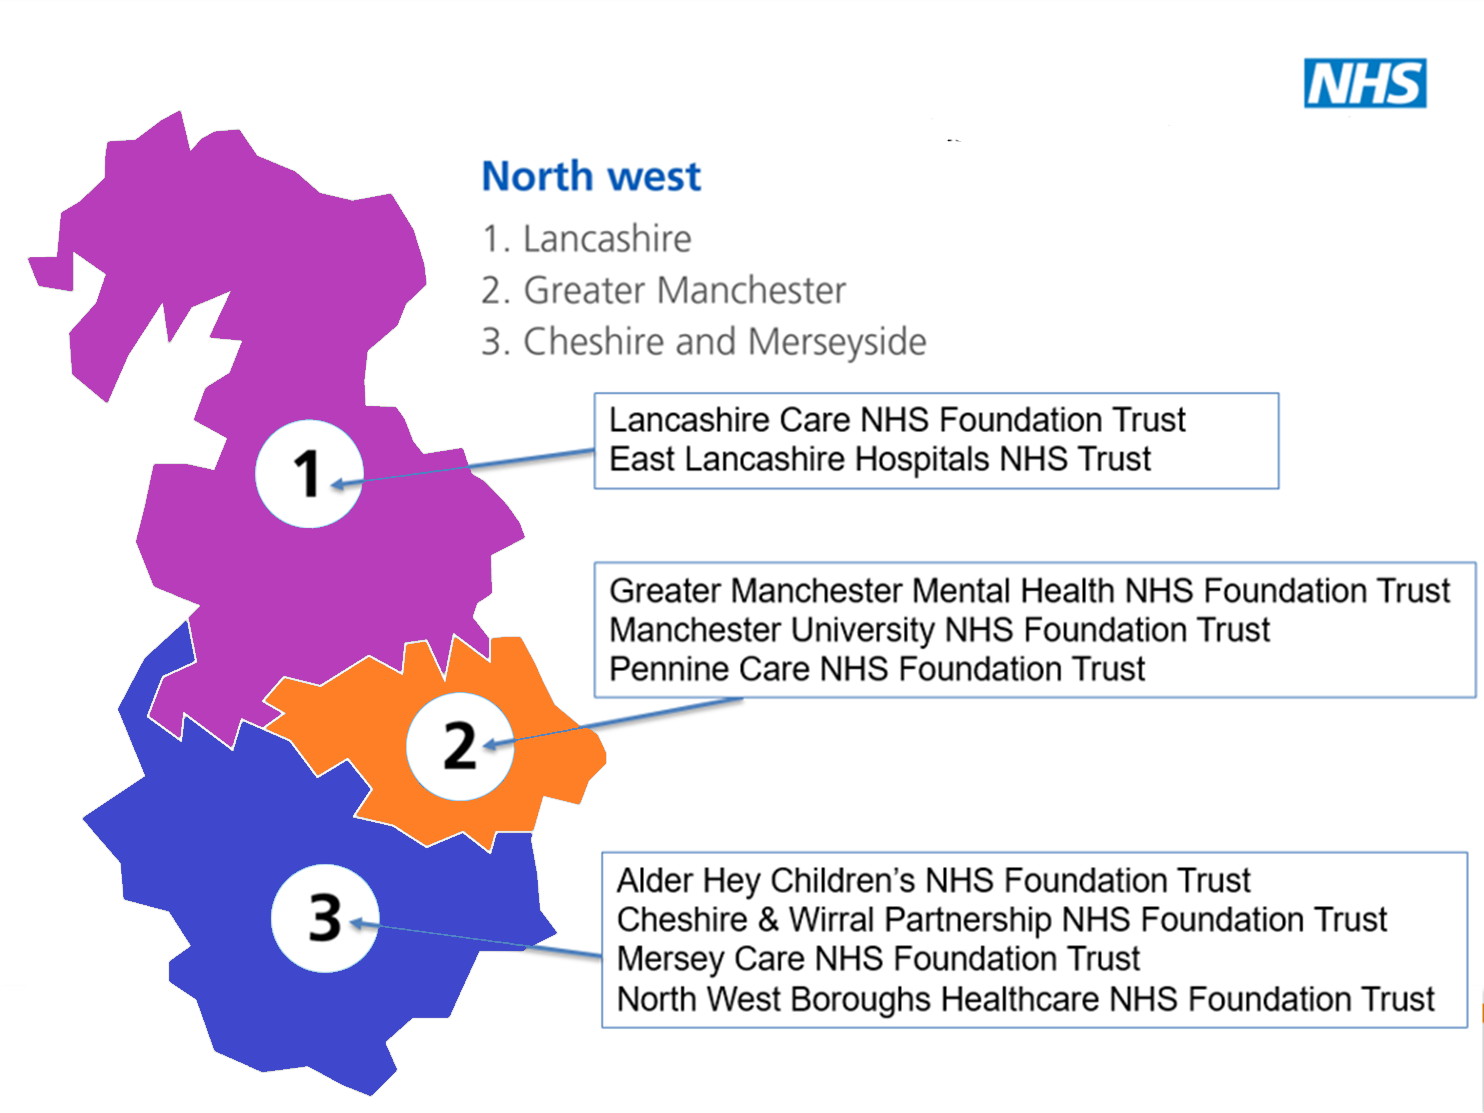 NHS
North west
1. Lancashire
2. Greater Manchester
3. Cheshire and Merseyside
Lancashire Care NHS Foundation Trust
East Lancashire Hospitals NHS Trust
1
Greater Manchester Mental Health NHS Foundation Trust
Manchester University NHS Foundation Trust
Pennine Care NHS Foundation Trust
2
Alder Hey Children’s NHS Foundation Trust
Cheshire & Wirral Partnership NHS Foundation Trust
Mersey Care NHS Foundation Trust
North West Boroughs Healthcare NHS Foundation Trust
3